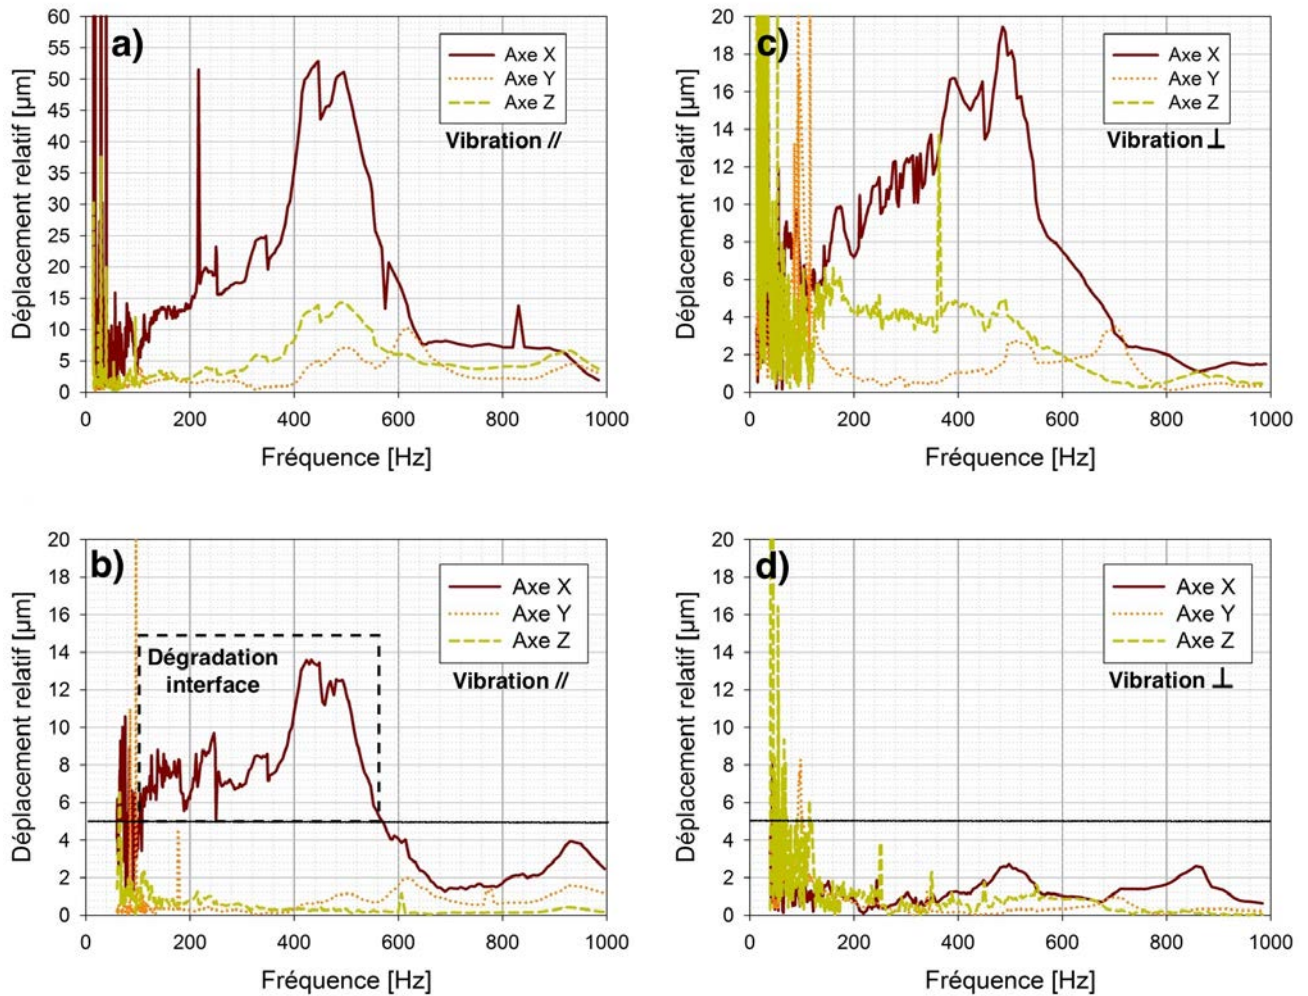 a)
Déplacement relatif [µm]
60
55
50
45
40
35
30
25
20
15
10
5
0
Axe X
Axe Y
Axe Z
Vibration //
0 200 400 600 800 1000
Fréquence [Hz]
c)
Déplacement relatif [µm]
20
18
16
14
12
10
8
6
4
2
0
Axe X
Axe Y
Axe Z
Vibration ⊥
0 200 400 600 800 1000
Fréquence [Hz]
b)
Déplacement relatif [µm]
20
18
16
14
12
10
8
6
4
2
0
Axe X
Axe Y
Axe Z
Vibration //
Dégradation
interface
0 200 400 600 800 1000
Fréquence [Hz]
d)
Déplacement relatif [µm]
20
18
16
14
12
10
8
6
4
2
0
Axe X
Axe Y
Axe Z
Vibration ⊥
0 200 400 600 800 1000
Fréquence [Hz]